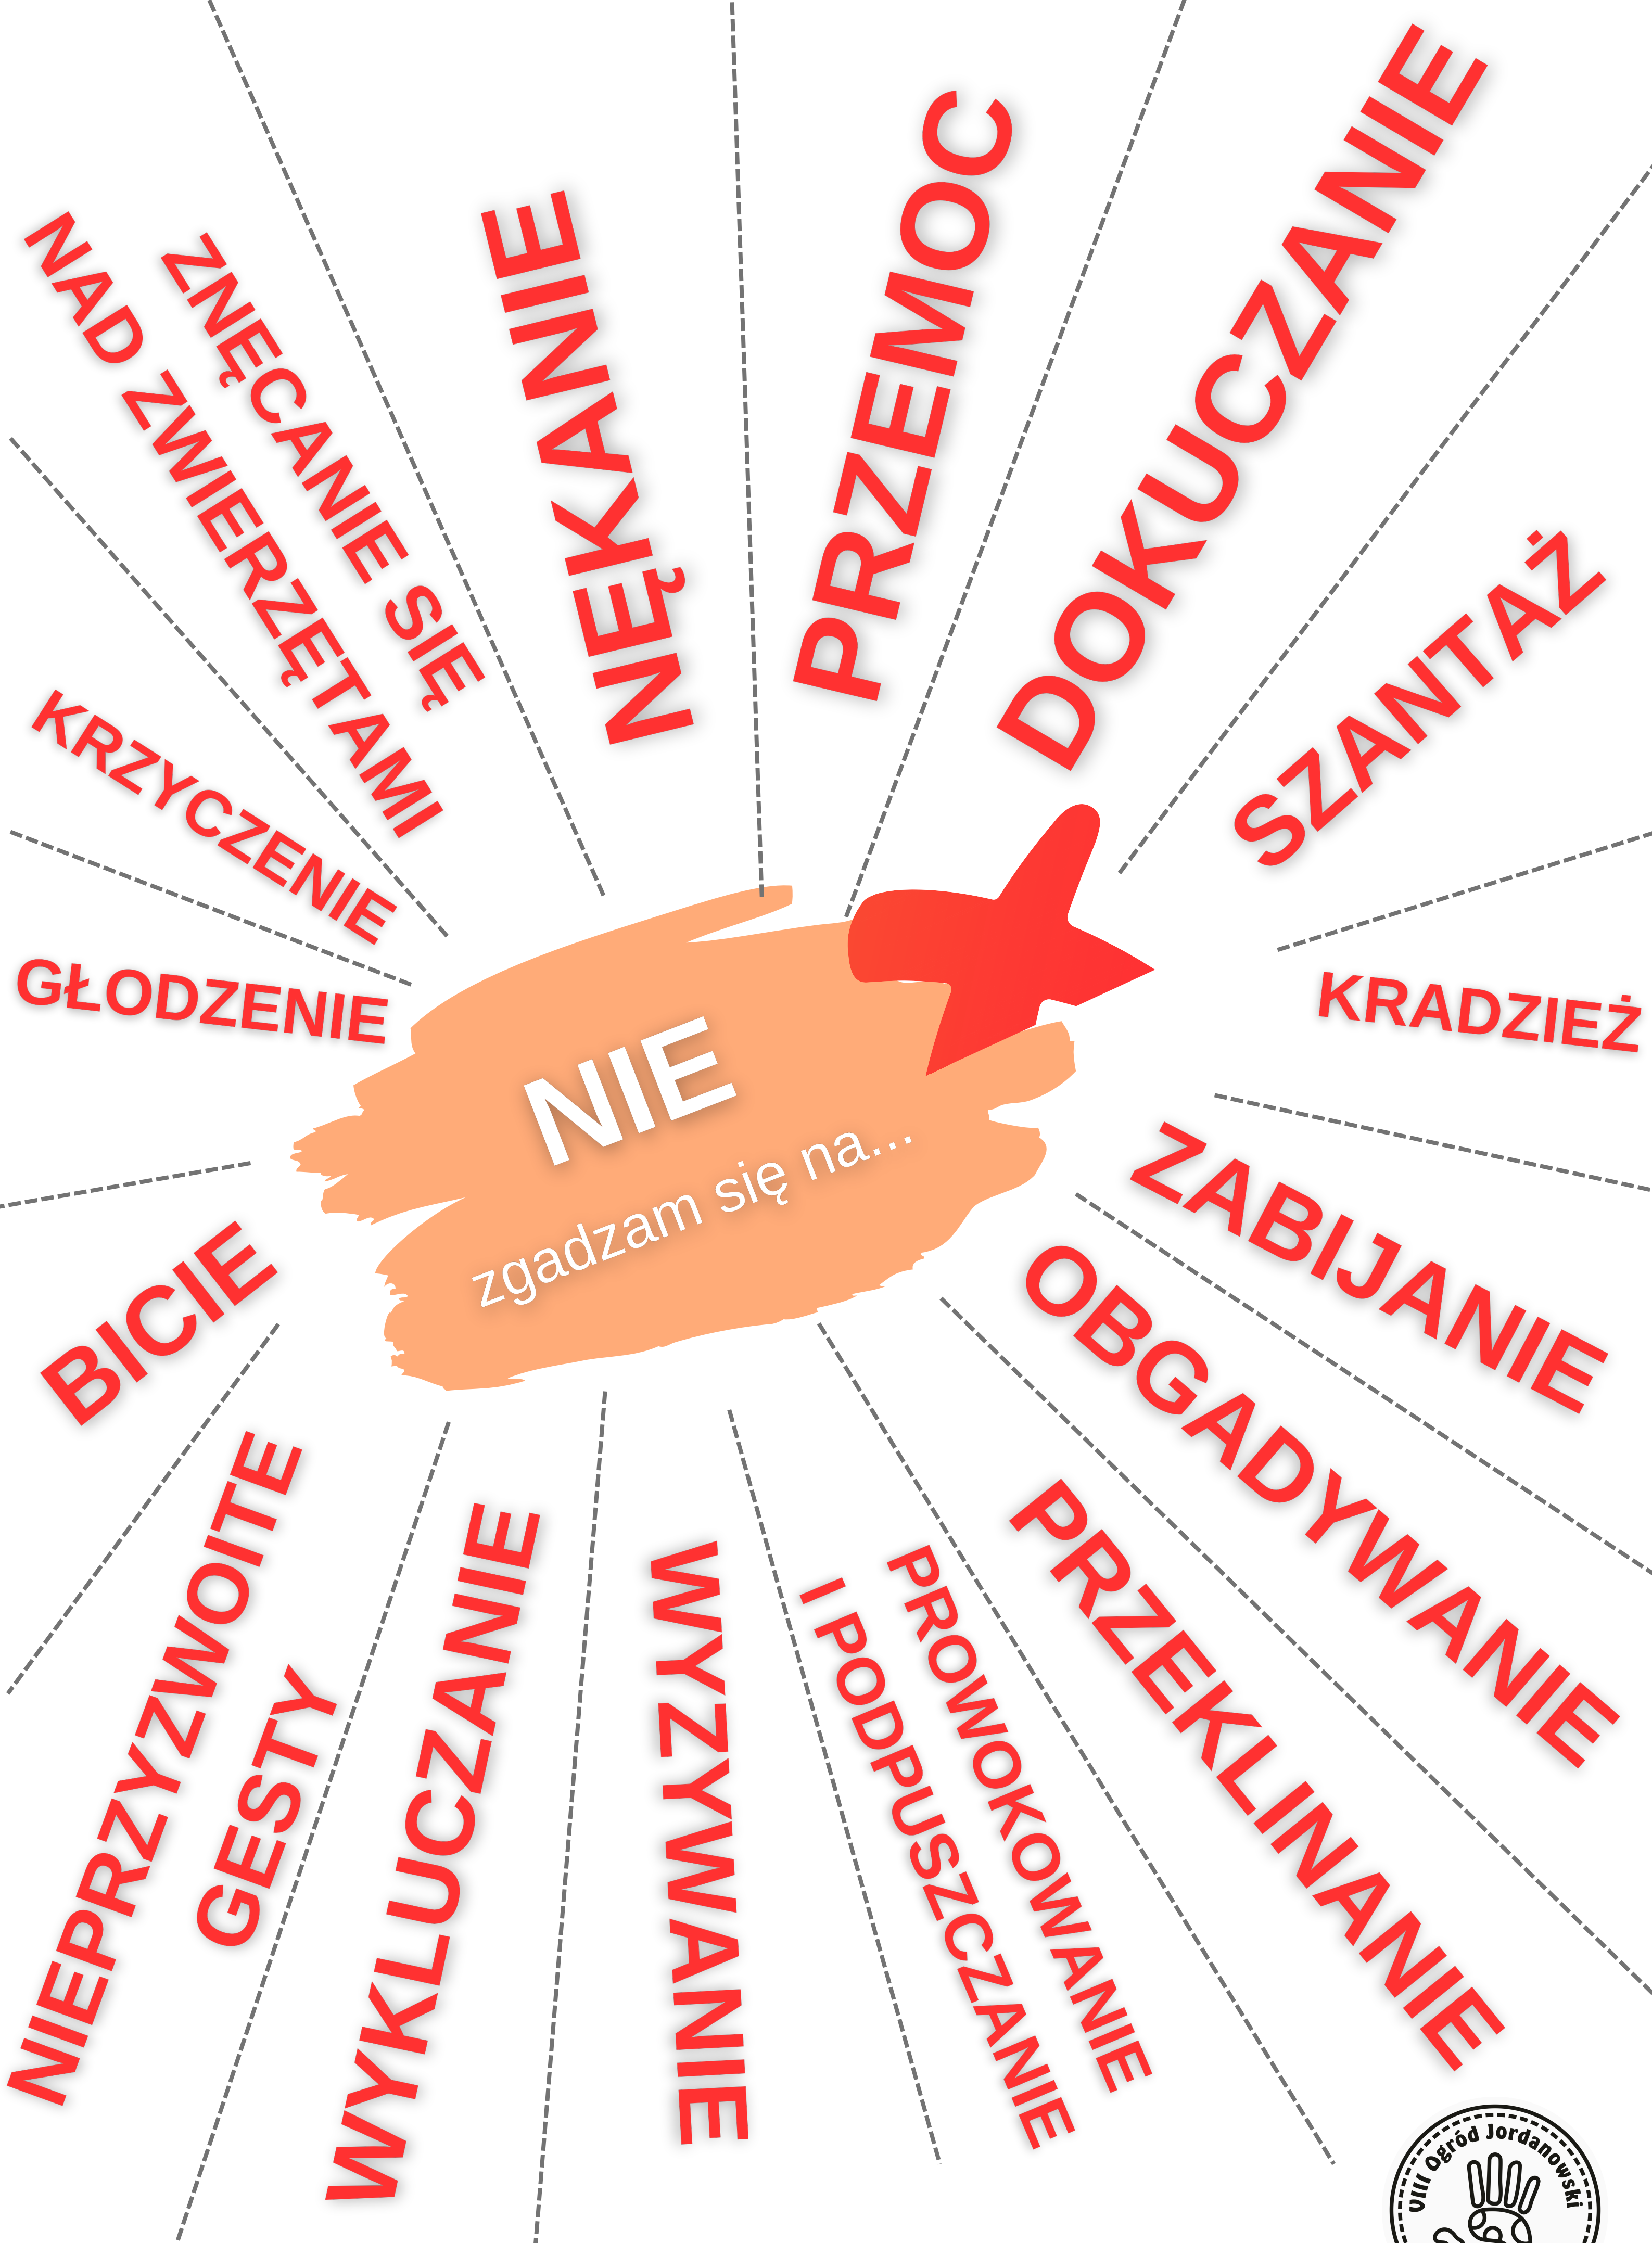 NIE
zgadzam się na...
NĘKANIE
PRZEMOC
DOKUCZANIE
SZANTAŻ
KRADZIEŻ
ZABIJANIE
OBGADYWANIE
PRZEKLINANIE
PROWOKOWANIE
I PODPUSZCZANIE
WYZYWANIE
WYKLUCZANIE
NIEPRZYZWOITE
GESTY
BICIE
GŁODZENIE
KRZYCZENIE
ZNĘCANIE SIĘ
NAD ZWIERZĘTAMI
VIII Ogród Jordanowski